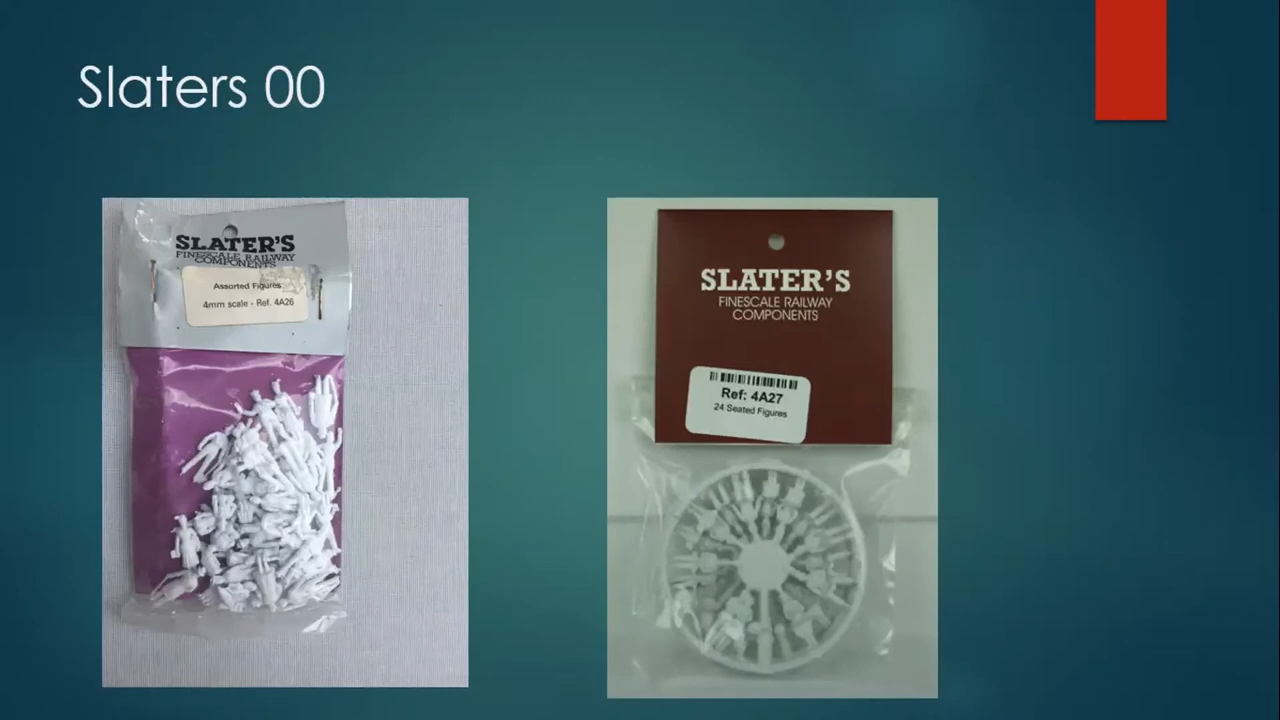 Slaters 00
SLATER'S
FINESCALE RAILWAY
COMPONENTS
Assorted Figures
4mm scale - Ref. 4A26
SLATER'S
FINESCALE RAILWAY
COMPONENTS
Ref: 4A27
24 Seated Figures